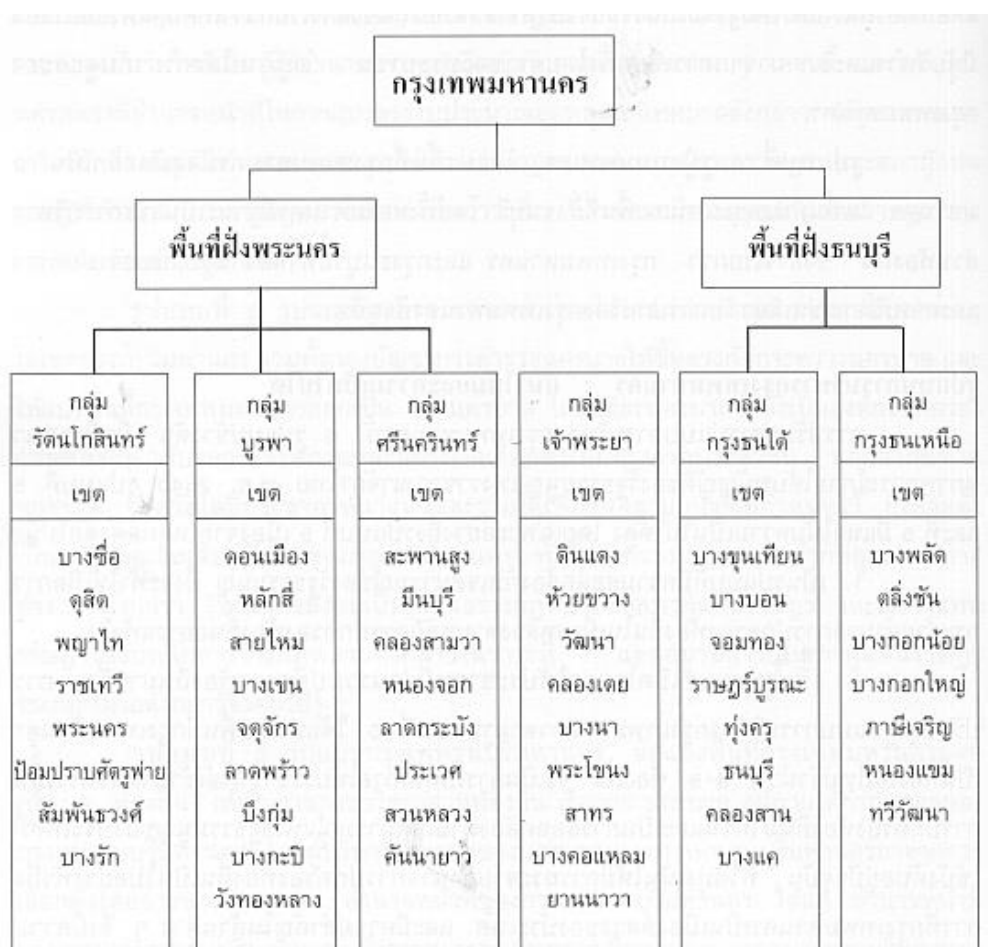 กรุงเทพมหานคร
พื้นที่ฝั่งพระนคร
พื้นที่ฝั่งธนบุรี
กลุ่ม
รัตนโกสินทร์
เขต
บางซื่อ
ดุสิต
พญาไท
ราชเทวี
พระนคร
ป้อมปราบศัตรูพ่าย
สัมพันธวงศ์
บางรัก
กลุ่ม
บูรพา
เขต
ดอนเมือง
หลักสี่
สายไหม
บางเขน
จตุจักร
ลาดพร้าว
บึงกุ่ม
บางกะปิ
วังทองหลาง
กลุ่ม
ศรีนครินทร์
เขต
สะพานสูง
มีนบุรี
คลองสามวา
หนองจอก
ลาดกระบัง
ประเวศ
สวนหลวง
คันนายาว
กลุ่ม
เจ้าพระยา
เขต
ดินแดง
ห้วยขวาง
วัฒนา
คลองเตย
บางนา
พระโขนง
สาทร
บางคอแหลม
ยานนาวา
กลุ่ม
กรุงธนใต้
เขต
บางขุนเทียน
บางบอน
จอมทอง
ราษฎร์บูรณะ
ทุ่งครุ
ธนบุรี
คลองสาน
บางแค
กลุ่ม
กรุงธนเหนือ
เขต
บางพลัด
ตลิ่งชัน
บางกอกน้อย
บางกอกใหญ่
ภาษีเจริญ
หนองแขม
ทวีวัฒนา